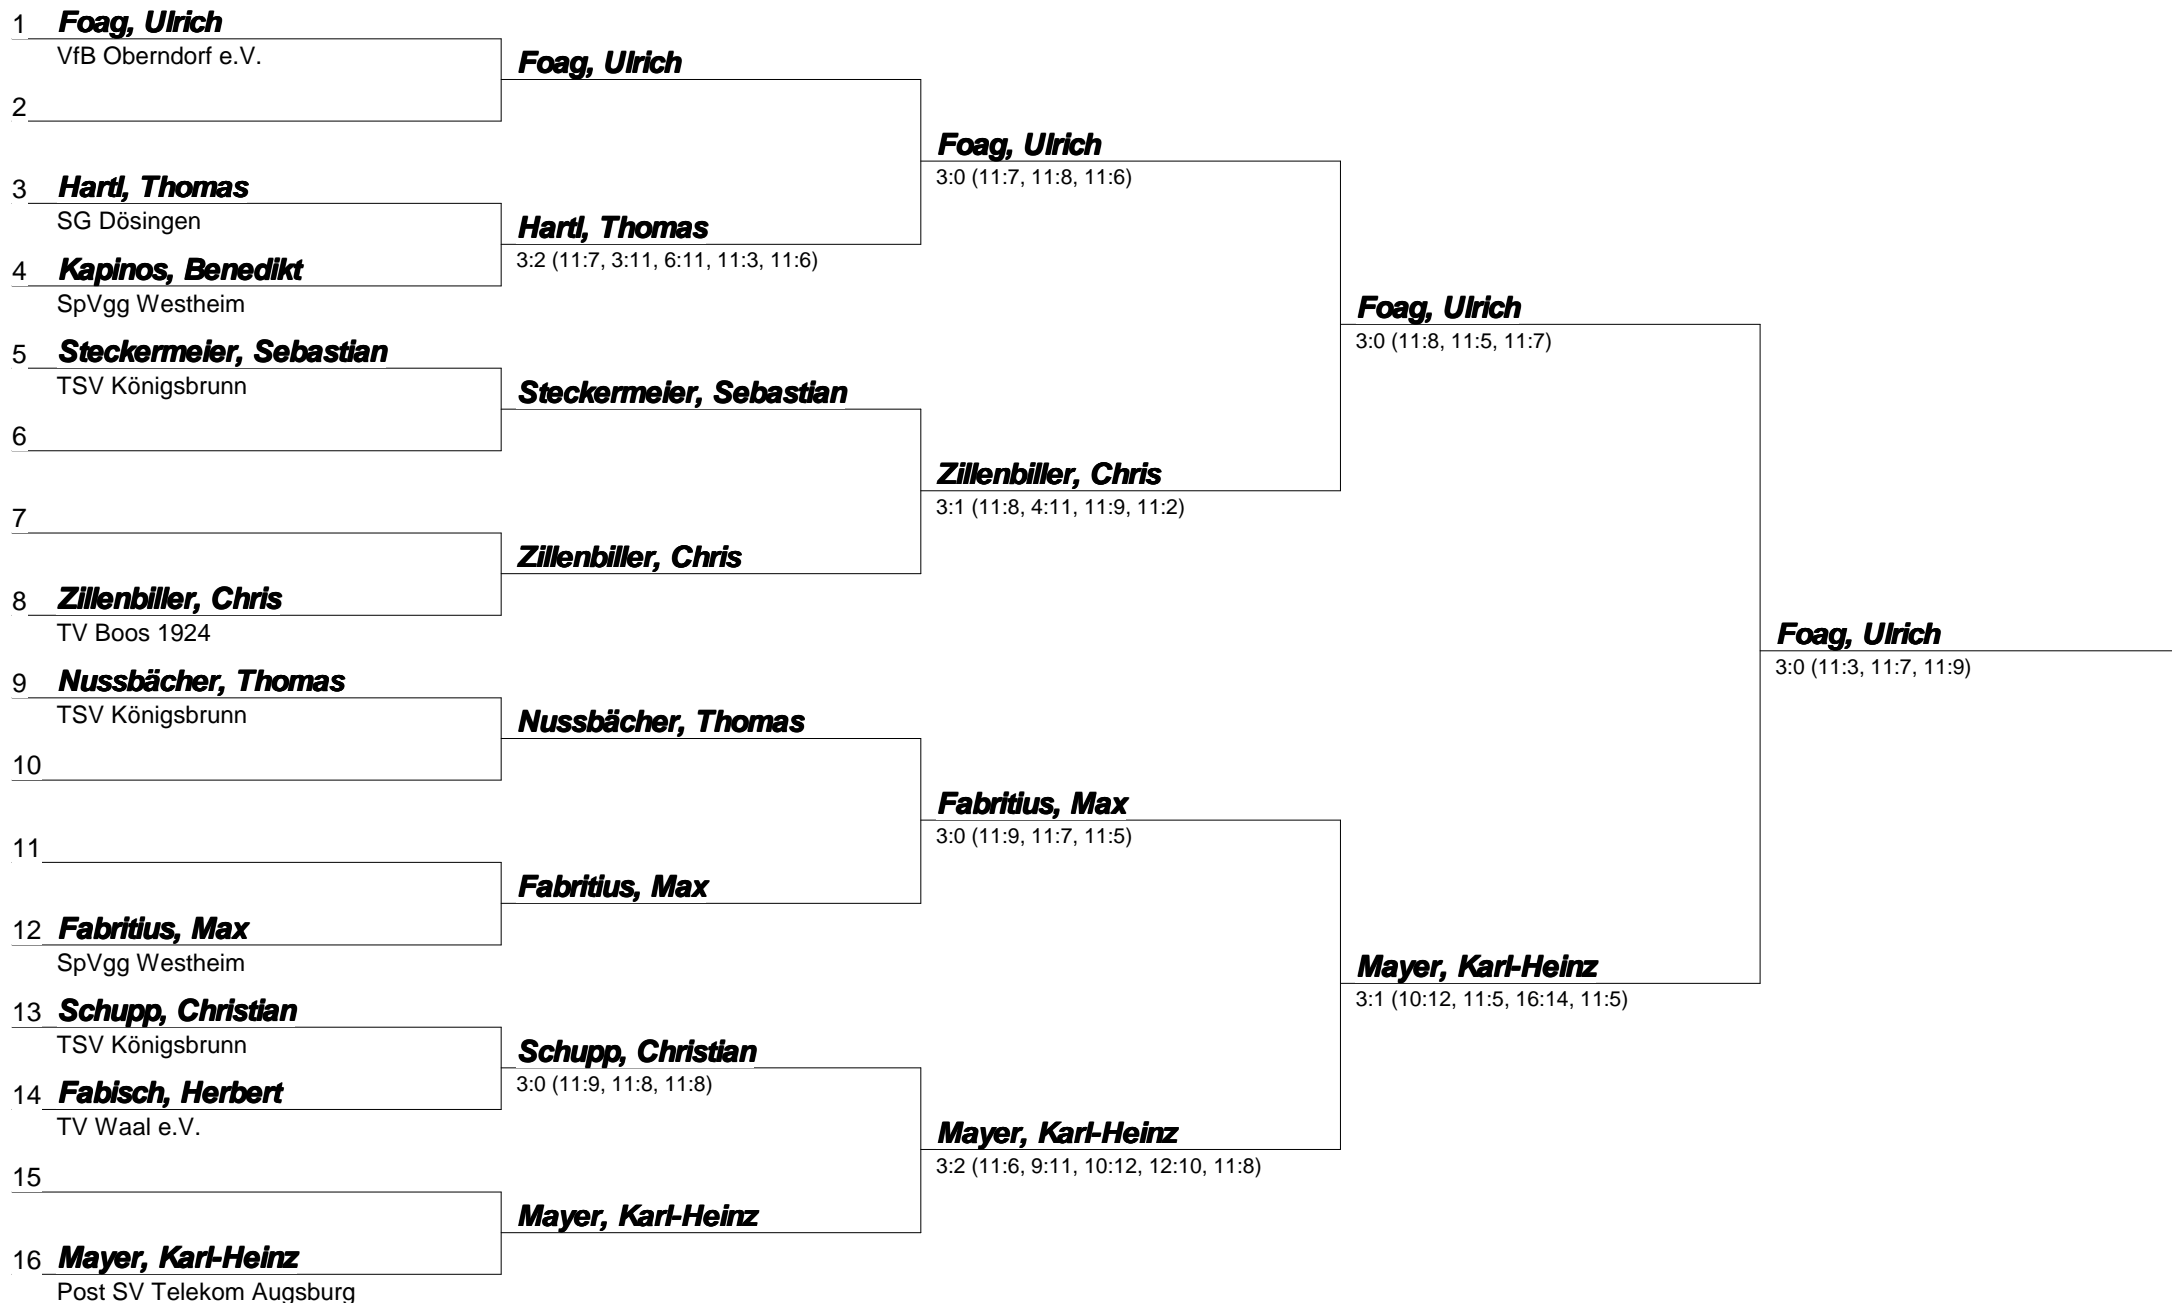 1 Foag, Ulrich
VfB Oberndorf e.V.
Foag, Ulrich
2
Foag, Ulrich
3:0 (11:7, 11:8, 11:6)
3 Hartl, Thomas
SG Dösingen
Hartl, Thomas
3:2 (11:7, 3:11, 6:11, 11:3, 11:6)
4 Kapinos, Benedikt
SpVgg Westheim
Foag, Ulrich
3:0 (11:8, 11:5, 11:7)
5 Steckermeier, Sebastian
TSV Königsbrunn
Steckermeier, Sebastian
6
Zillenbiller, Chris
3:1 (11:8, 4:11, 11:9, 11:2)
7
Zillenbiller, Chris
8 Zillenbiller, Chris
TV Boos 1924
Foag, Ulrich
3:0 (11:3, 11:7, 11:9)
9 Nussbächer, Thomas
TSV Königsbrunn
Nussbächer, Thomas
10
Fabritius, Max
3:0 (11:9, 11:7, 11:5)
11
Fabritius, Max
12 Fabritius, Max
SpVgg Westheim
Mayer, Karl-Heinz
3:1 (10:12, 11:5, 16:14, 11:5)
13 Schupp, Christian
TSV Königsbrunn
Schupp, Christian
3:0 (11:9, 11:8, 11:8)
14 Fabisch, Herbert
TV Waal e.V.
Mayer, Karl-Heinz
3:2 (11:6, 9:11, 10:12, 12:10, 11:8)
15
Mayer, Karl-Heinz
16 Mayer, Karl-Heinz
Post SV Telekom Augsburg